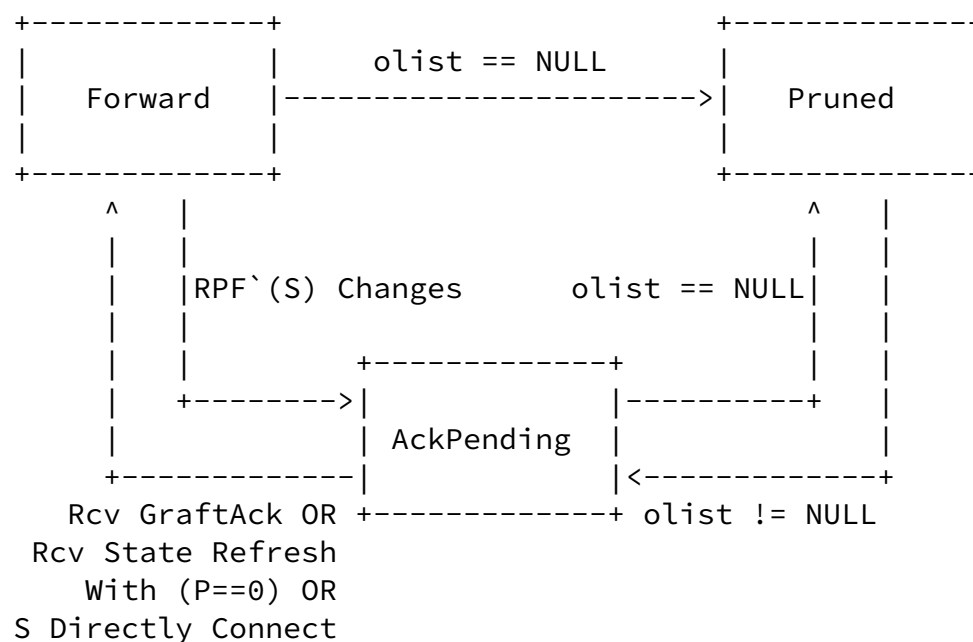 olist == NULL
Forward Pruned
RPF`(S) Changes olist == NULL
AckPending
Rcv GraftAck OR olist != NULL
Rcv State Refresh
With (P==0) OR
S Directly Connect